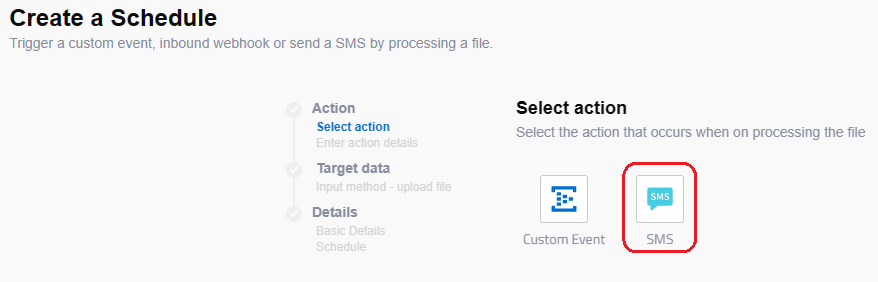 Create a Schedule
Trigger a custom event, inbound webhook or send a SMS by processing a file.
Action
Select action
Enter action details
Target data
Input method - upload file
Details
Basic Details
Schedule
Select action
Select the action that occurs when on processing the file
SMS
Custom Event
SMS